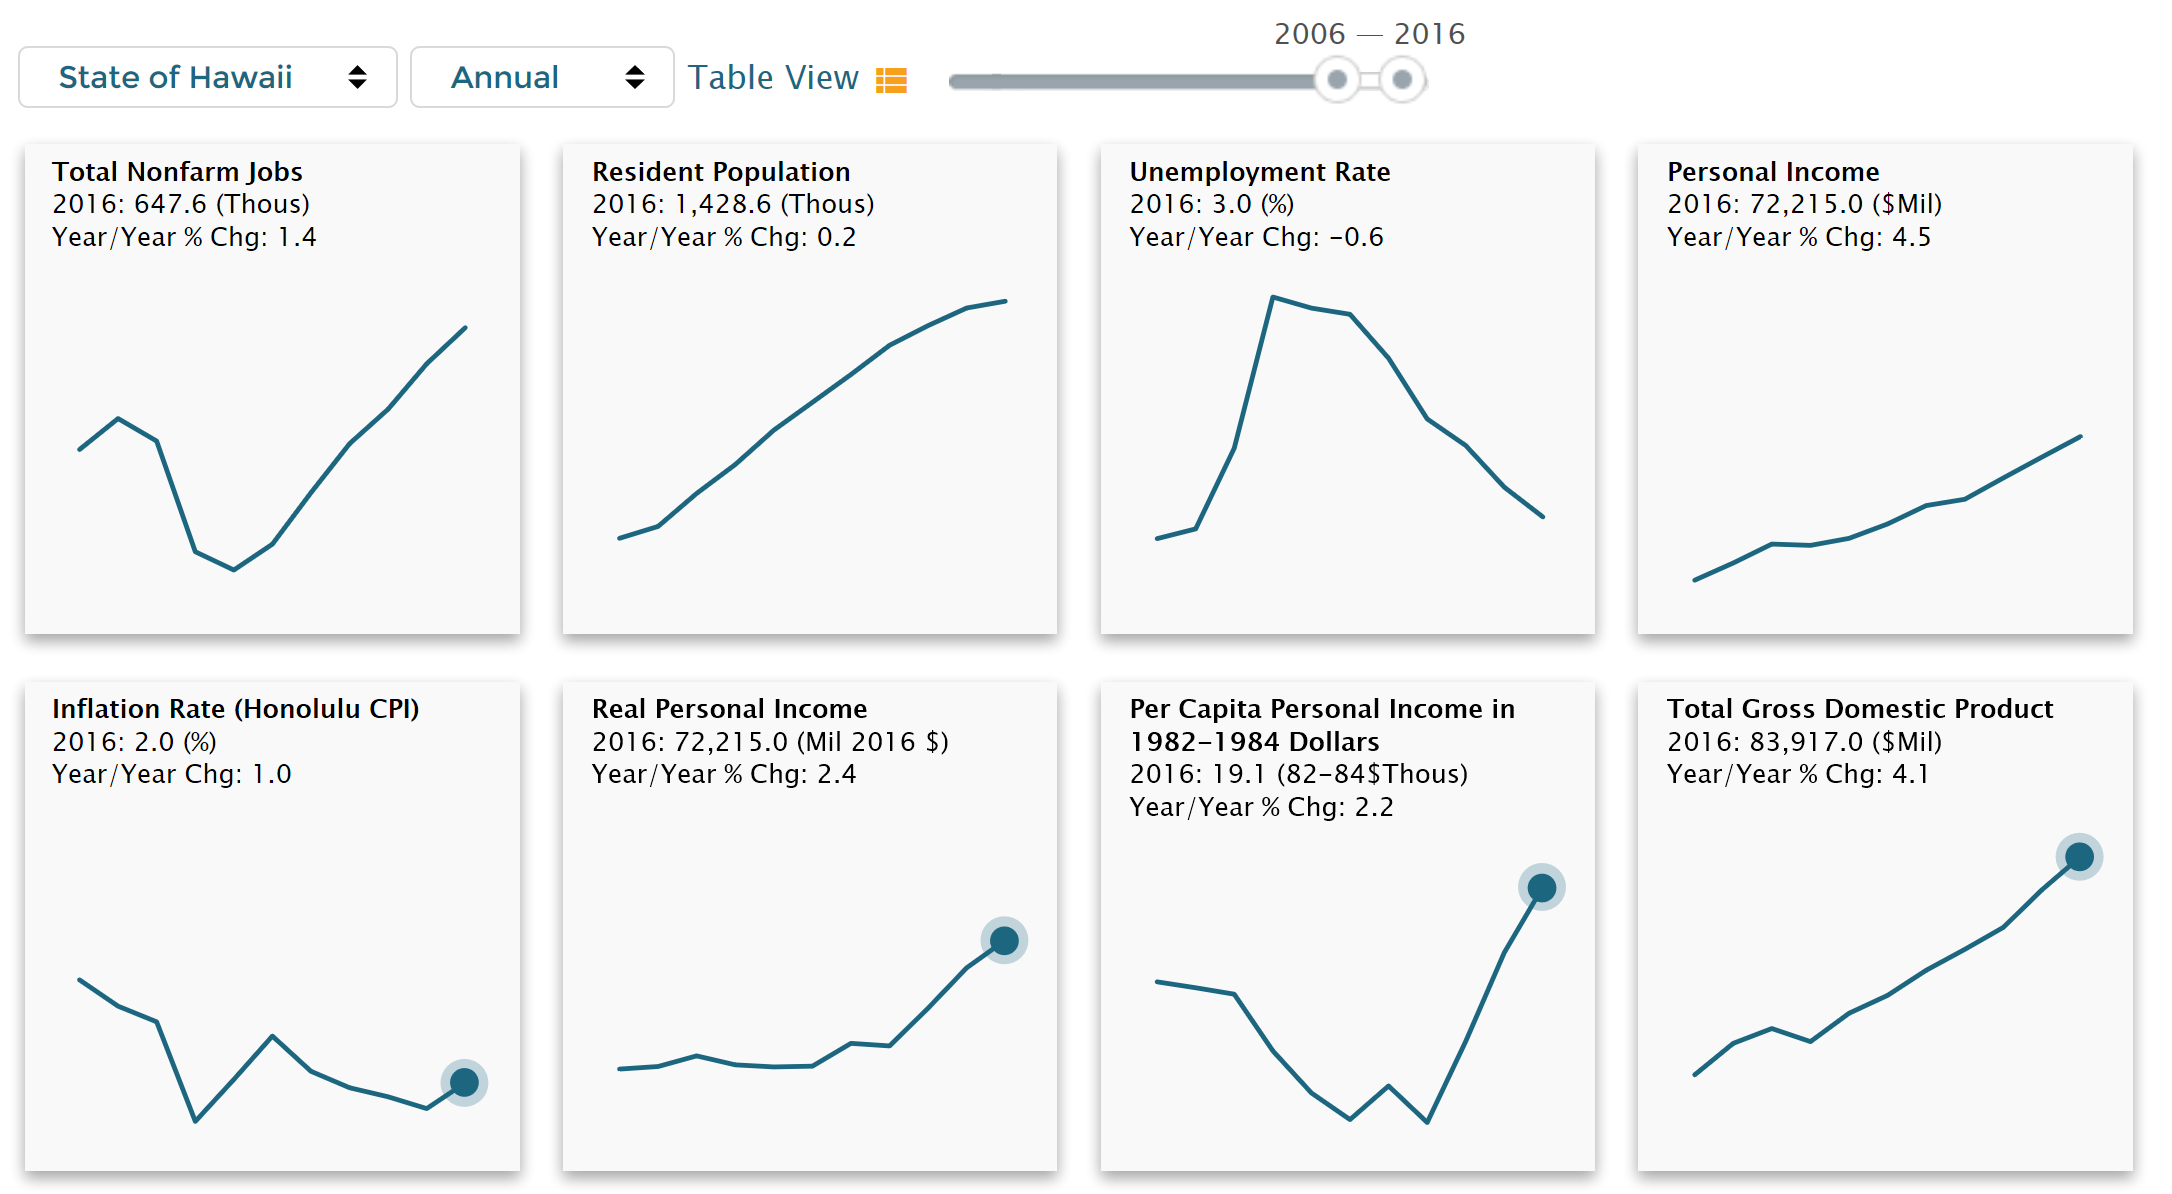 2006 — 2016
State of Hawaii
Annual
Table View
Total Nonfarm Jobs
2016: 647.6 (Thous)
Year/Year % Chg: 1.4
Resident Population
2016: 1,428.6 (Thous)
Year/Year % Chg: 0.2
Unemployment Rate
2016: 3.0 (%)
Year/Year Chg: -0.6
Personal Income
2016: 72,215.0 ($Mil)
Year/Year % Chg: 4.5
Inflation Rate (Honolulu CPI)
2016: 2.0 (%)
Year/Year Chg: 1.0
Real Personal Income
2016: 72,215.0 (Mil 2016 $)
Year/Year % Chg: 2.4
Per Capita Personal Income in
1982-1984 Dollars
2016: 19.1 (82-84$Thous)
Year/Year % Chg: 2.2
Total Gross Domestic Product
2016: 83,917.0 ($Mil)
Year/Year % Chg: 4.1